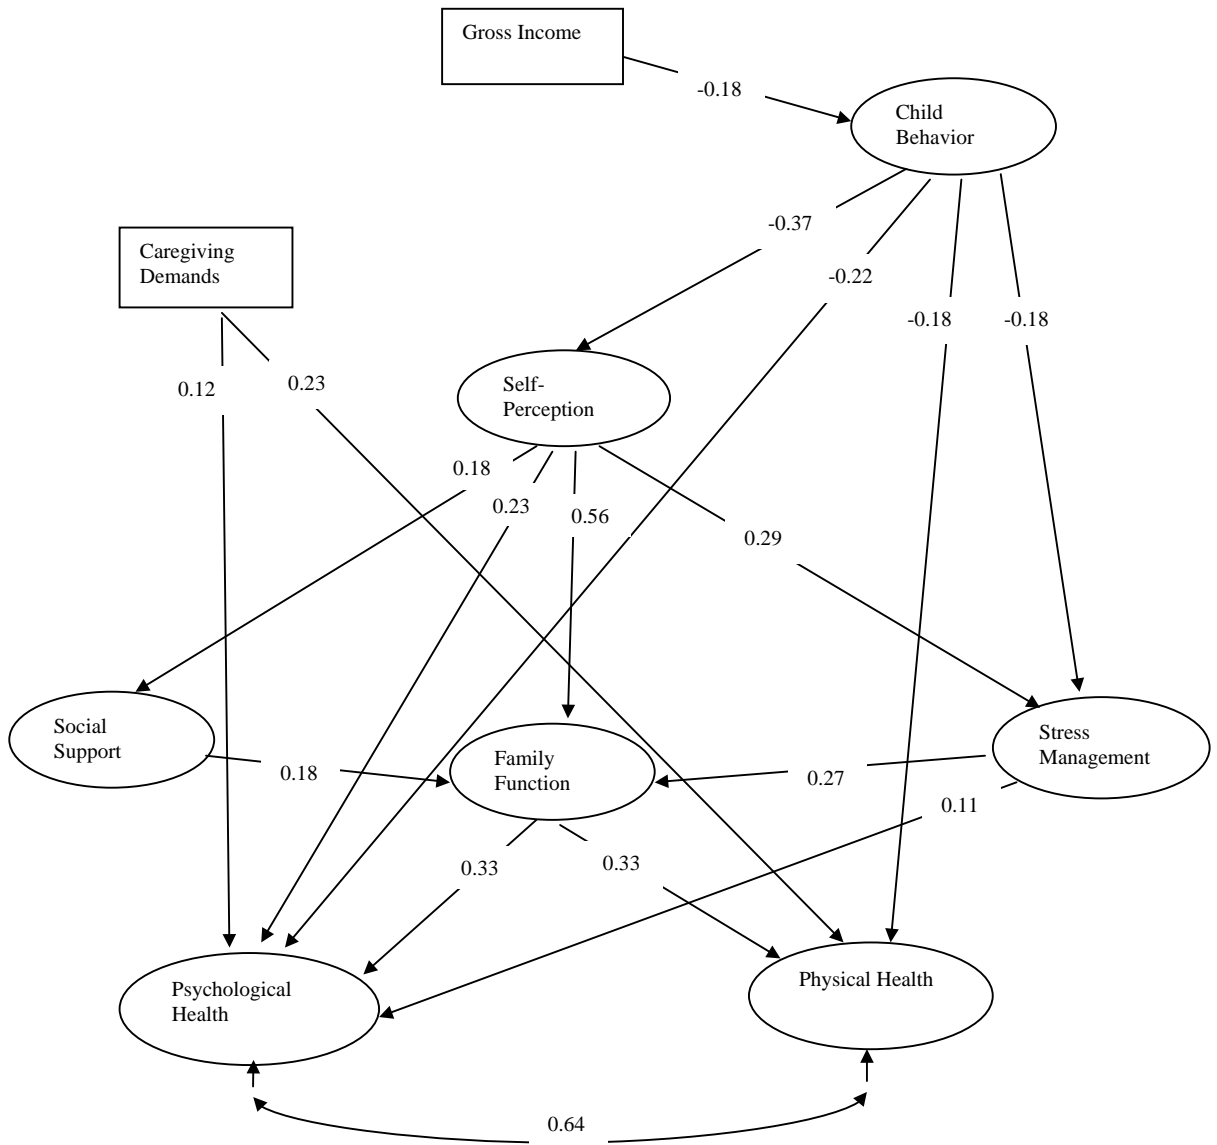 Gross Income
-0.18
Child
Behavior
-0.37
Caregiving
Demands
-0.22
-0.18
-0.18
0.12
0.23
Self-
Perception
0.18
0.23
0.56
0.29
Social
Support
Family
Function
Stress
Management
0.18
0.27
0.11
0.33
0.33
Psychological
Health
Physical Health
0.64